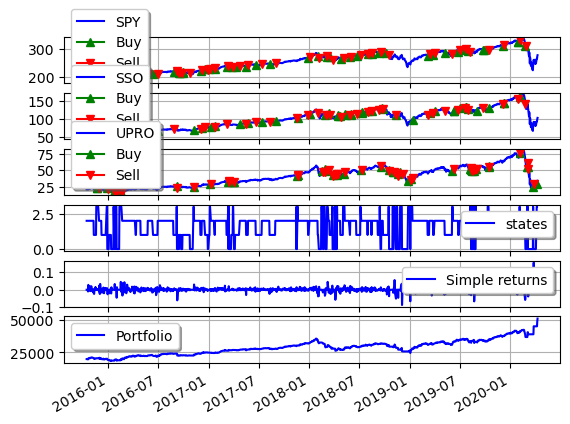 SPY
Buy
Sell
300
200
SSO
Buy
Sell
150
100
50
UPRO
Buy
Sell
75
50
25
states
2.5
0.0
Simple returns
0.1
0.0
−0.1
Portfolio
50000
25000
2016-01 2016-07 2017-01 2017-07 2018-01 2018-07 2019-01 2019-07 2020-01